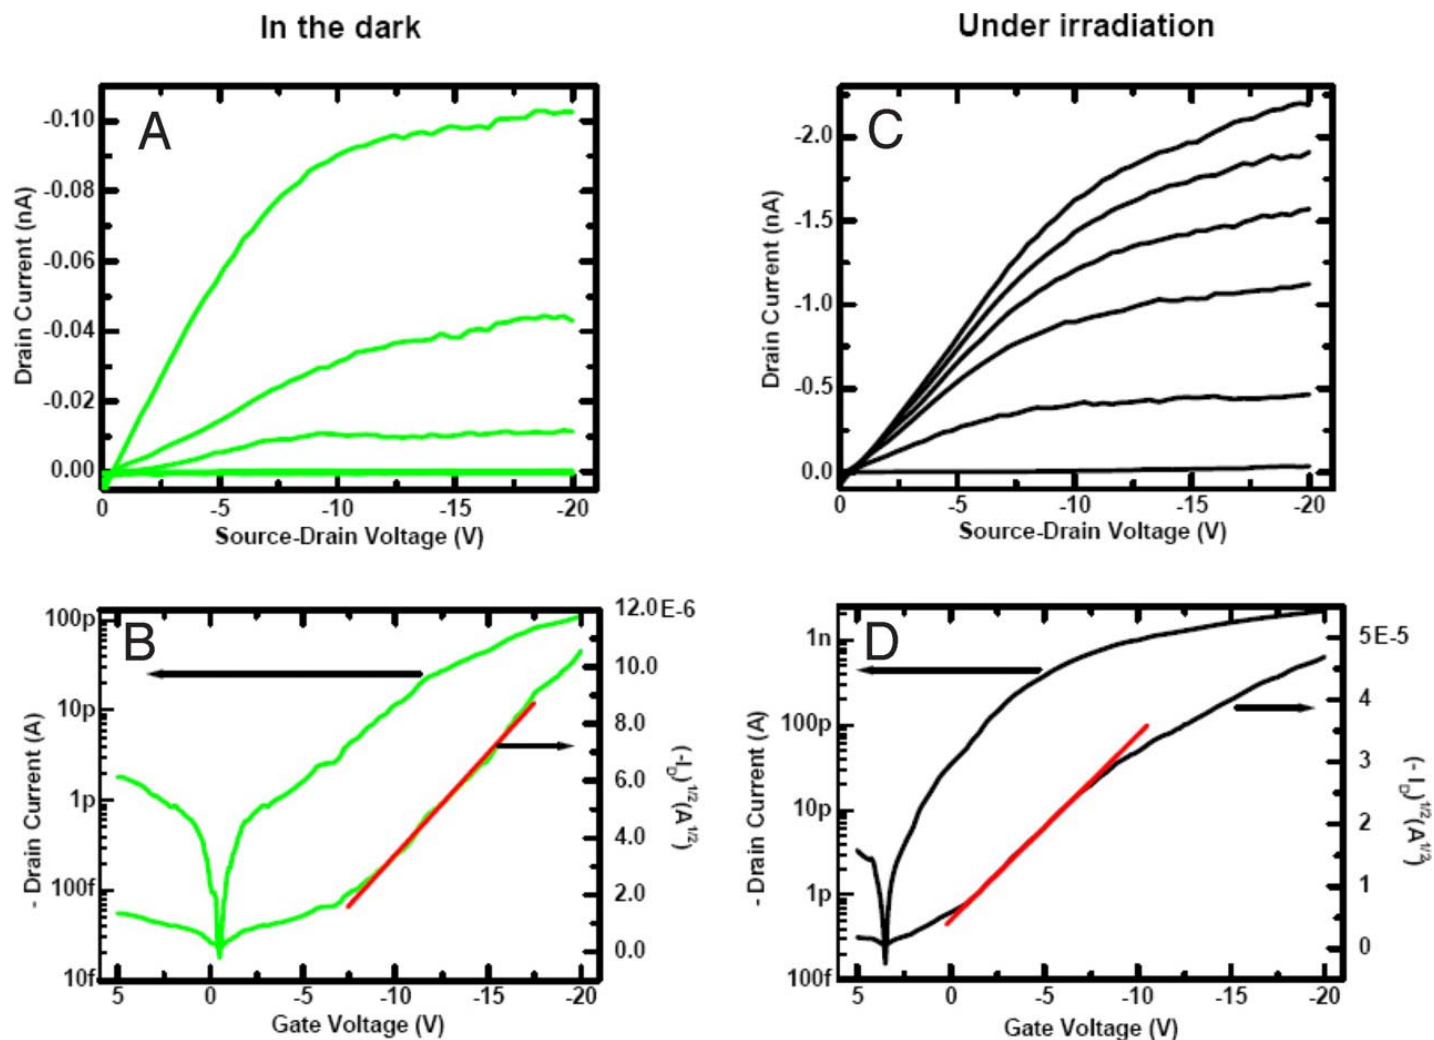 In the dark
Under irradiation
A
-0.10
-0.08
-0.06
-0.04
-0.02
0.00
Drain Current (nA)
0 -5 -10 -15 -20
Source-Drain Voltage (V)
C
-2.0
-1.5
-1.0
-0.5
0.0
Drain Current (nA)
0 -5 -10 -15 -20
Source-Drain Voltage (V)
B
100p
10p
1p
100f
10f
- Drain Current (A)
12.0E-6
10.0
8.0
6.0
4.0
2.0
0.0
(-I_D)^1/2(A^1/2)
5 0 -5 -10 -15 -20
Gate Voltage (V)
D
1n
100p
10p
1p
100f
- Drain Current (A)
5E-5
4
3
2
1
0
(- I_D)^1/2(A^1/2)
5 0 -5 -10 -15 -20
Gate Voltage (V)